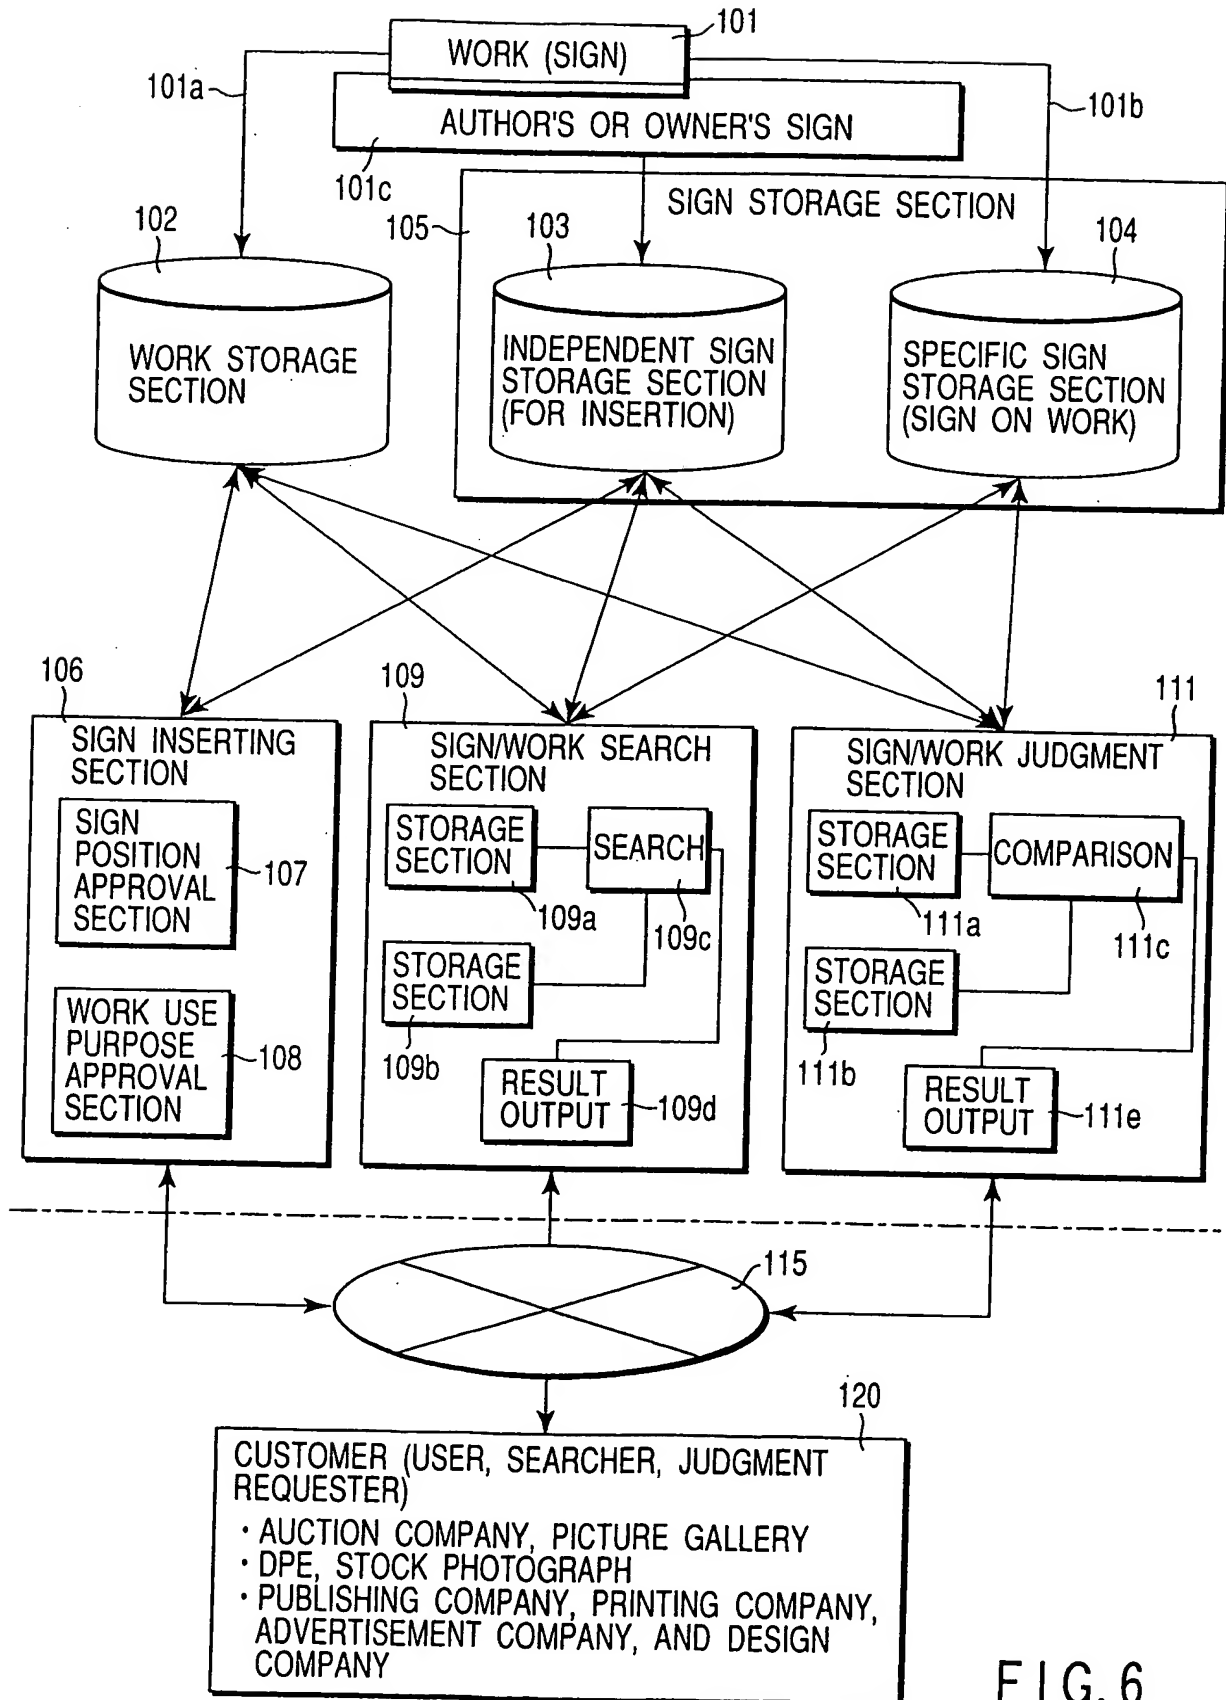 101
WORK (SIGN)
101a
101b
AUTHOR'S OR OWNER'S SIGN
101c
SIGN STORAGE SECTION
105
102
103
104
WORK STORAGE
SECTION
INDEPENDENT SIGN
STORAGE SECTION
(FOR INSERTION)
SPECIFIC SIGN
STORAGE SECTION
(SIGN ON WORK)
106
SIGN INSERTING
SECTION
SIGN
POSITION
APPROVAL
SECTION
107
WORK USE
PURPOSE
APPROVAL
SECTION
108
109
SIGN/WORK SEARCH
SECTION
STORAGE
SECTION
109a
SEARCH
109c
STORAGE
SECTION
109b
RESULT
OUTPUT
109d
111
SIGN/WORK JUDGMENT
SECTION
STORAGE
SECTION
111a
COMPARISON
111c
STORAGE
SECTION
111b
RESULT
OUTPUT
111e
115
120
CUSTOMER (USER, SEARCHER, JUDGMENT
REQUESTER)
・AUCTION COMPANY, PICTURE GALLERY
・DPE, STOCK PHOTOGRAPH
・PUBLISHING COMPANY, PRINTING COMPANY,
ADVERTISEMENT COMPANY, AND DESIGN
COMPANY
FIG. 6